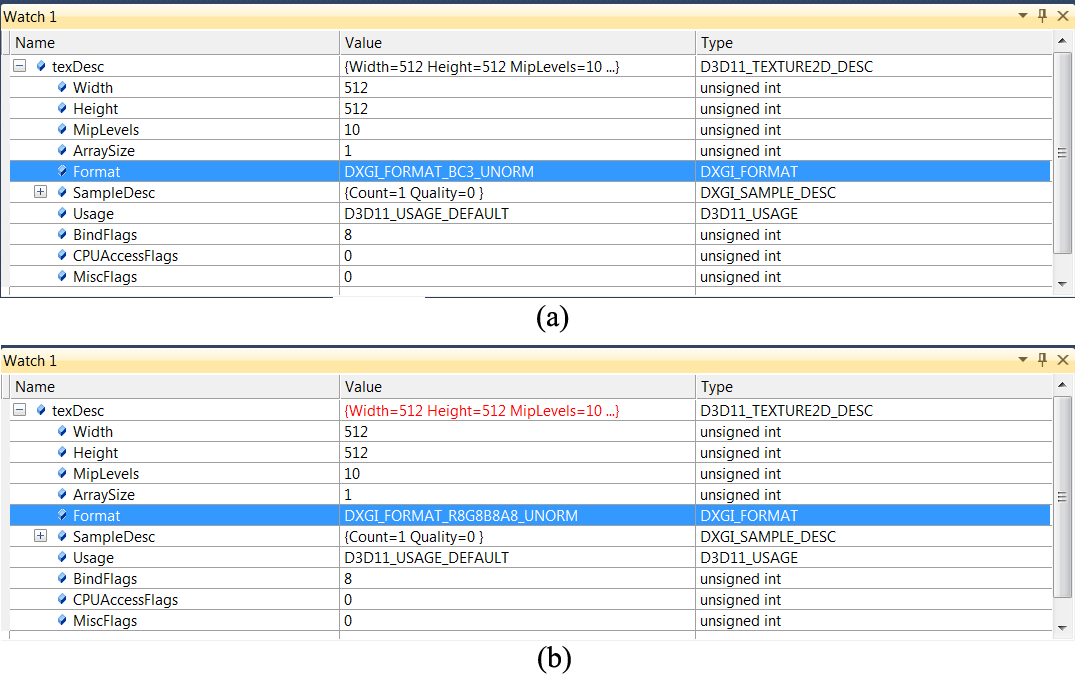 Watch 1
Name Value Type
texDesc {Width=512 Height=512 MipLevels=10 ...} D3D11_TEXTURE2D_DESC
Width 512 unsigned int
Height 512 unsigned int
MipLevels 10 unsigned int
ArraySize 1 unsigned int
Format DXGI_FORMAT_BC3_UNORM DXGI_FORMAT
SampleDesc {Count=1 Quality=0 } DXGI_SAMPLE_DESC
Usage D3D11_USAGE_DEFAULT D3D11_USAGE
BindFlags 8 unsigned int
CPUAccessFlags 0 unsigned int
MiscFlags 0 unsigned int
(a)
Watch 1
Name Value Type
texDesc {Width=512 Height=512 MipLevels=10 ...} D3D11_TEXTURE2D_DESC
Width 512 unsigned int
Height 512 unsigned int
MipLevels 10 unsigned int
ArraySize 1 unsigned int
Format DXGI_FORMAT_R8G8B8A8_UNORM DXGI_FORMAT
SampleDesc {Count=1 Quality=0 } DXGI_SAMPLE_DESC
Usage D3D11_USAGE_DEFAULT D3D11_USAGE
BindFlags 8 unsigned int
CPUAccessFlags 0 unsigned int
MiscFlags 0 unsigned int
(b)